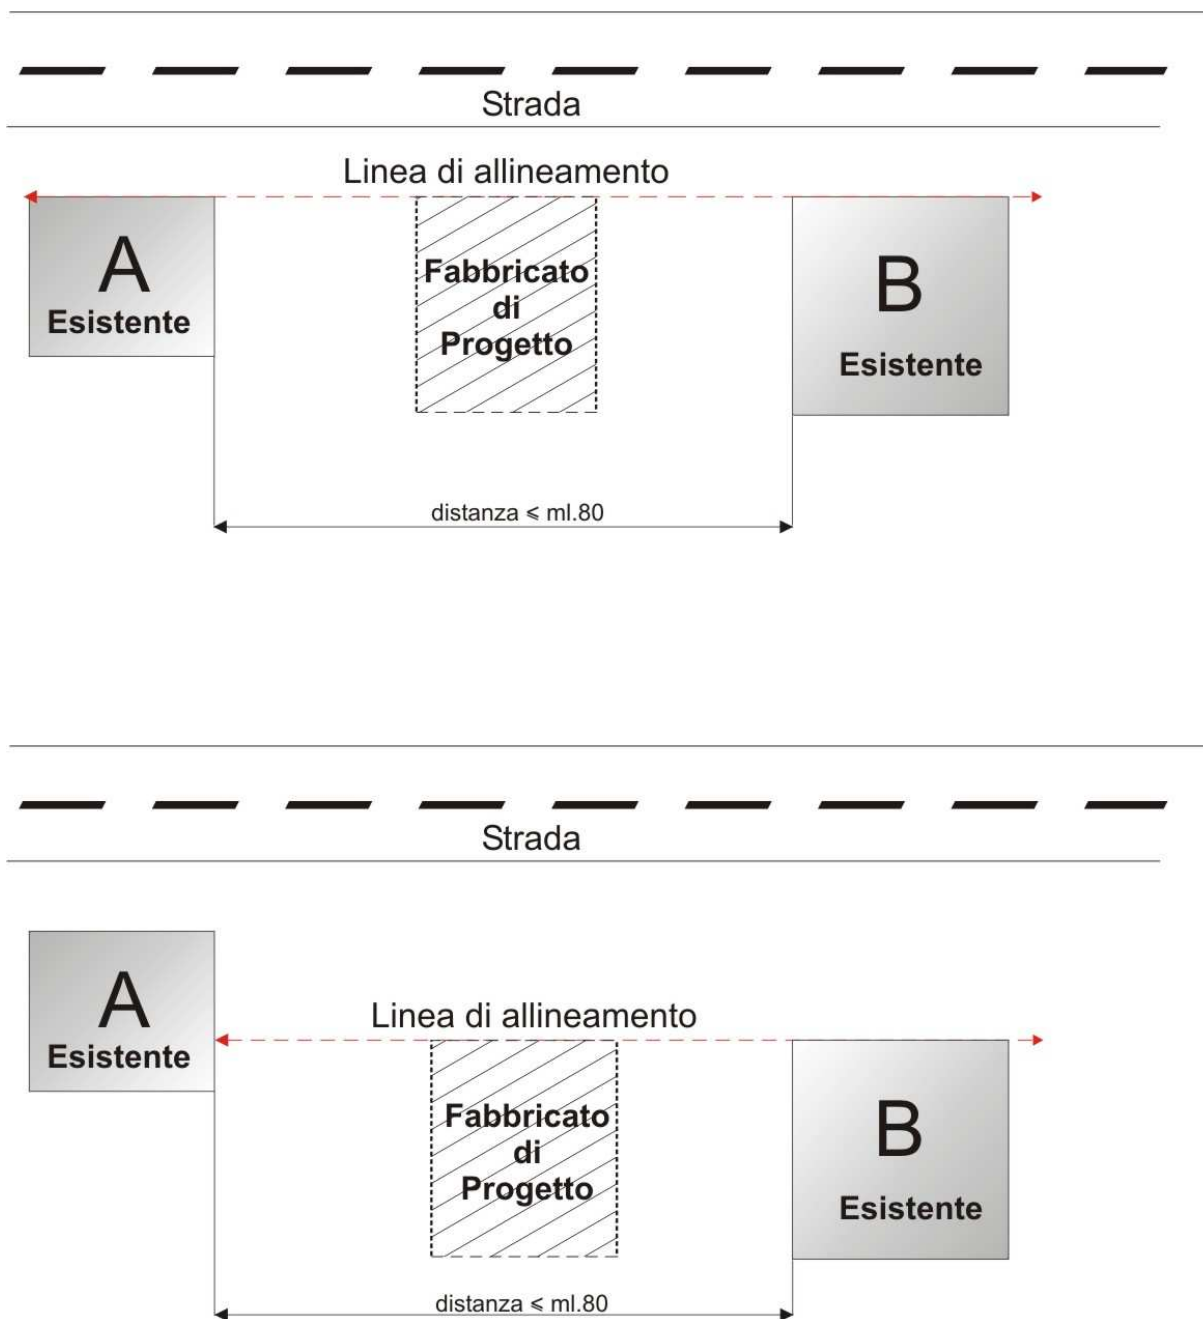 Strada
Linea di allineamento
A
Esistente
Fabbricato
di
Progetto
B
Esistente
distanza ⩽ ml.80
Strada
A
Esistente
Linea di allineamento
Fabbricato
di
Progetto
B
Esistente
distanza ⩽ ml.80